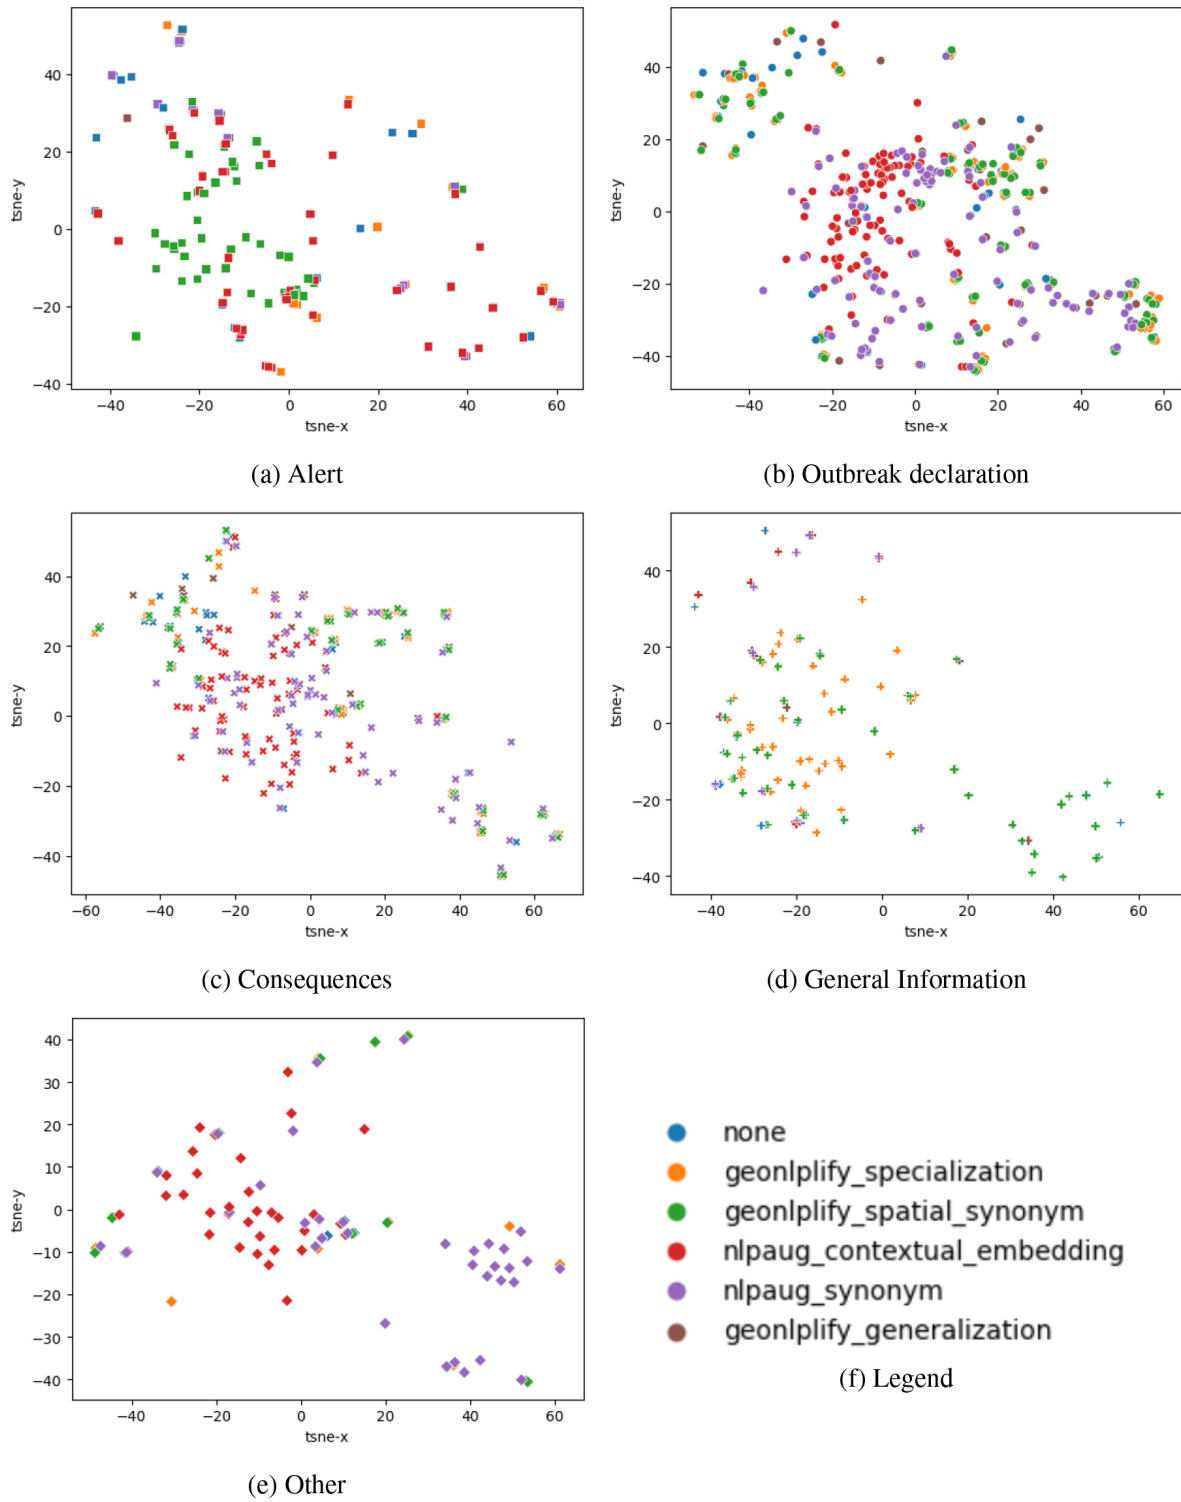 40
20
0
−20
−40
tsne-y
−40
−20
0
20
40
60
tsne-x
(a) Alert
40
20
0
−20
−40
tsne-y
−40
−20
0
20
40
60
tsne-x
(b) Outbreak declaration
40
20
0
−20
−40
tsne-y
−60
−40
−20
0
20
40
60
tsne-x
(c) Consequences
40
20
0
−20
−40
tsne-y
−40
−20
0
20
40
60
tsne-x
(d) General Information
40
30
20
10
0
−10
−20
−30
−40
tsne-y
−40
−20
0
20
40
60
tsne-x
(e) Other
none
geonlplify_specialization
geonlplify_spatial_synonym
nlpaug_contextual_embedding
nlpaug_synonym
geonlplify_generalization
(f) Legend